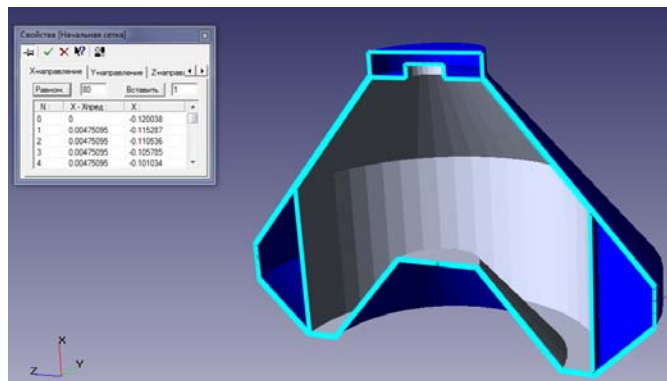 Свойства [Начальная сетка]
X-направление Y-направление Z-направ
Равном. 80 Вставить 1
N : X - Xпред : X :
0 0 -0.120038
1 0.00475095 -0.115287
2 0.00475095 -0.110536
3 0.00475095 -0.105785
4 0.00475095 -0.101034
X
Z Y